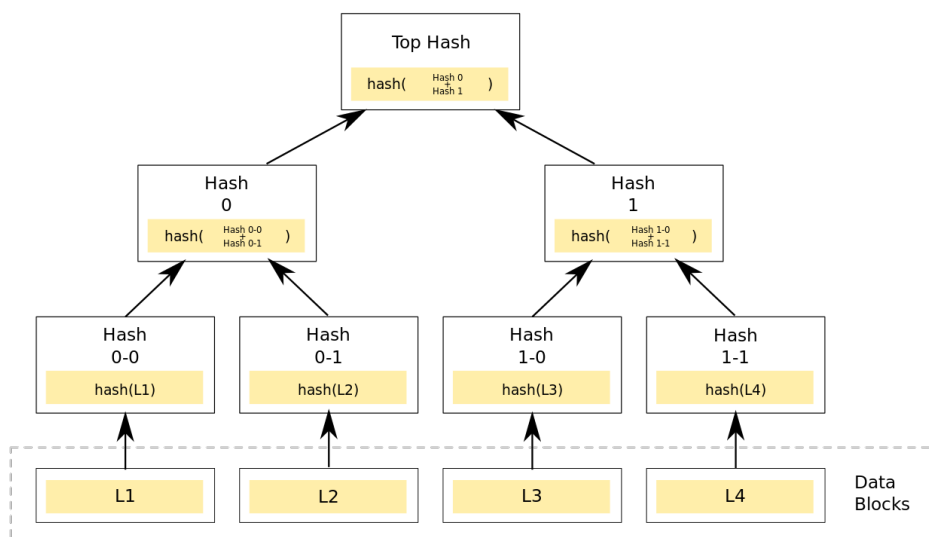 Top Hash
hash( Hash 0 + Hash 1 )
Hash
0
hash( Hash 0-0 + Hash 0-1 )
Hash
1
hash( Hash 1-0 + Hash 1-1 )
Hash
0-0
hash(L1)
Hash
0-1
hash(L2)
Hash
1-0
hash(L3)
Hash
1-1
hash(L4)
L1
L2
L3
L4
Data
Blocks